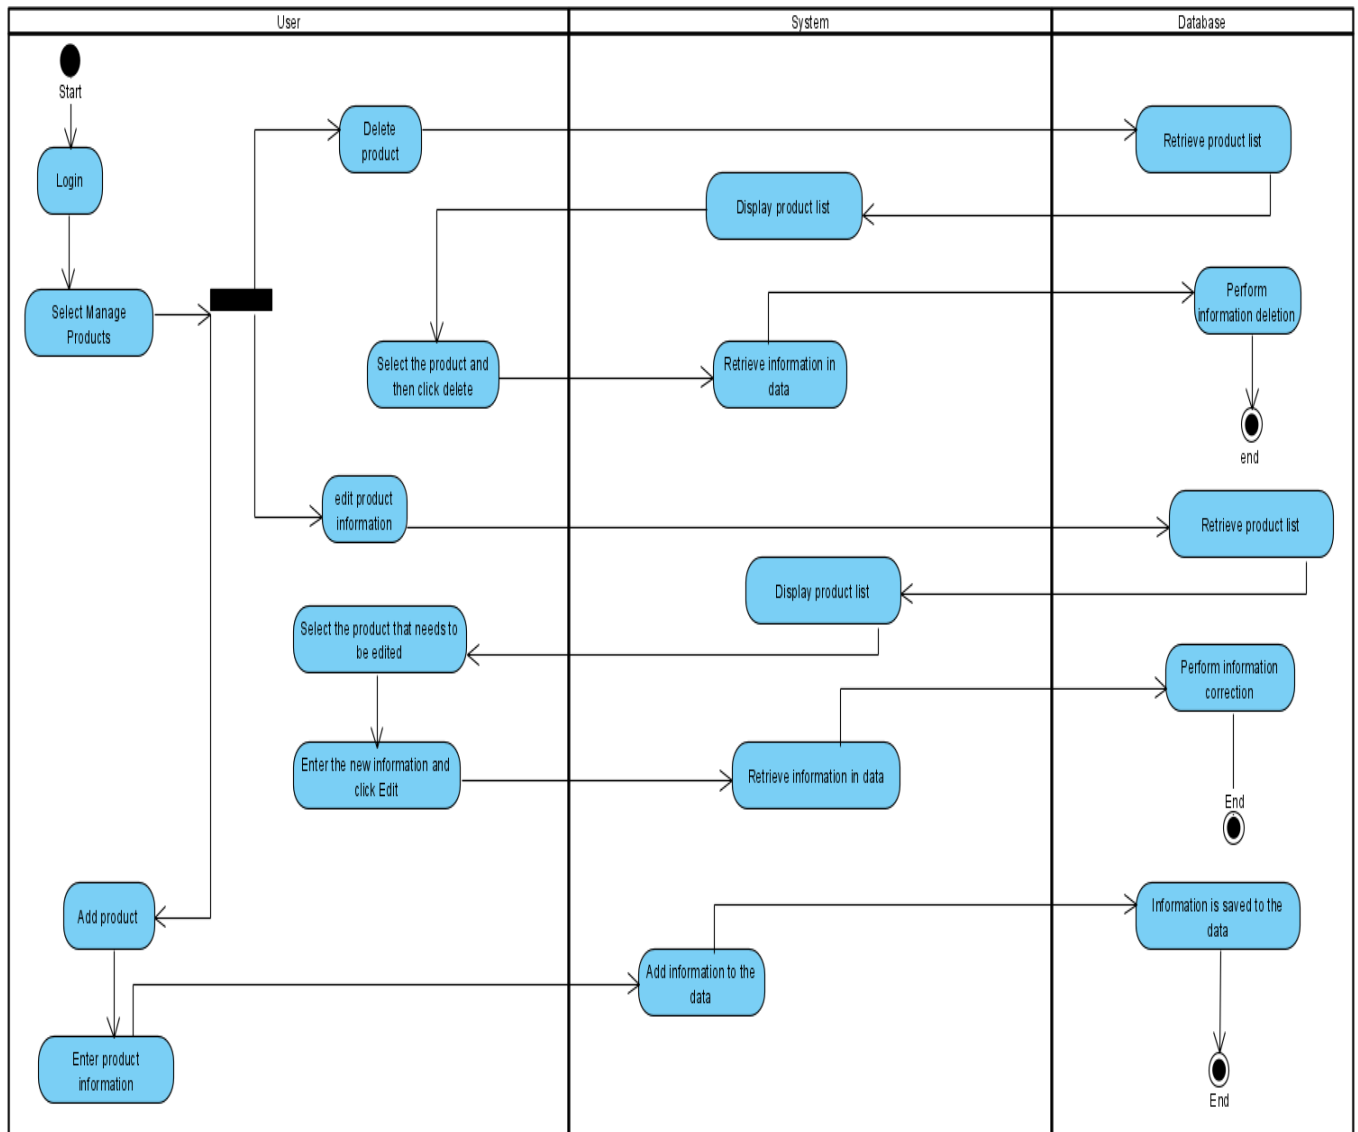 User
System
Database
Start
Delete
product
Retrieve product list
Login
Display product list
Select Manage
Products
Perform
information deletion
Select the product and
then click delete
Retrieve information in
data
end
edit product
information
Retrieve product list
Display product list
Select the product that needs to
be edited
Perform information
correction
Enter the new information and
click Edit
Retrieve information in data
End
Add product
Information is saved to the
data
Add information to the
data
Enter product
information
End